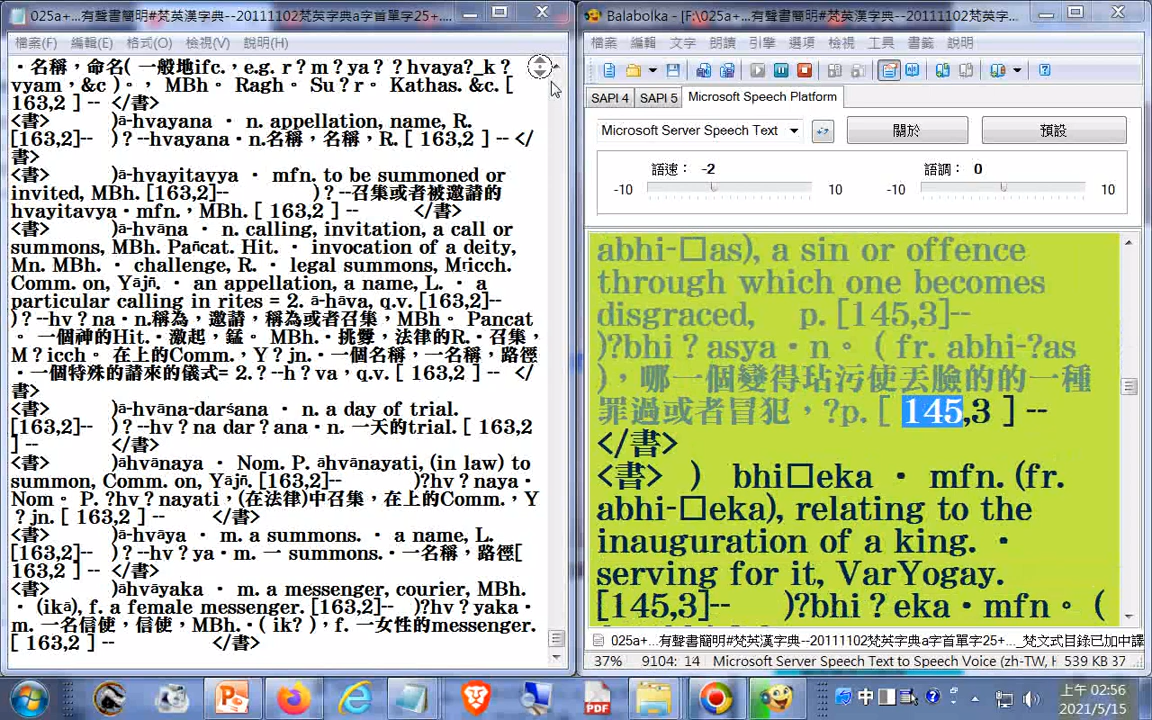 025a+...有聲書簡明#梵英漢字典--20111102梵英字典a字首單字25+...
檔案(F) 編輯(E) 格式(O) 檢視(V) 說明(H)
・名稱，命名( 一般地ifc.，e.g. r？m？ya？？hvaya?_k？
vyam，&c )。， MBh。 Ragh。 Su？r。 Kathas. &c. [
163,2 ] -- </書>
<書> )ā-hvayana ・ n. appellation, name, R.
[163,2]-- )？--hvayana・n.名稱，名稱，R. [ 163,2 ] -- </
書>
<書> )ā-hvayitavya ・ mfn. to be summoned or
invited, MBh. [163,2]-- )？--召集或者被邀請的
hvayitavya・mfn.，MBh. [ 163,2 ] -- </書>
<書> )ā-hvāna ・ n. calling, invitation, a call or
summons, MBh. Pañcat. Hit. ・ invocation of a deity,
Mn. MBh. ・ challenge, R. ・ legal summons, Mṛicch.
Comm. on, Yājñ. ・ an appellation, a name, L. ・ a
particular calling in rites = 2. ā-hāva, q.v. [163,2]--
)？--hv？na・n.稱為，邀請，稱為或者召集，MBh。 Pancat
。 一個神的Hit.・激起，錳。 MBh.・挑釁，法律的R.・召集，
M？icch。 在上的Comm.，Y？jn.・一個名稱，一名稱，路徑
・一個特殊的請來的儀式= 2.？--h？va，q.v. [ 163,2 ] -- </
書>
<書> )ā-hvāna-darśana ・ n. a day of trial.
[163,2]-- )？--hv？na dar？ana・n. 一天的trial. [ 163,2
] -- </書>
<書> )āhvānaya ・ Nom. P. āhvānayati, (in law) to
summon, Comm. on, Yājñ. [163,2]-- )?hv？naya・
Nom。 P. ?hv？nayati，(在法律)中召集，在上的Comm.，Y
？jn. [ 163,2 ] -- </書>
<書> )ā-hvāya ・ m. a summons. ・ a name, L.
[163,2]-- )？--hv？ya・m. 一 summons.・一名稱，路徑[
163,2 ] -- </書>
<書> )āhvāyaka ・ m. a messenger, courier, MBh.
・ (ikā), f. a female messenger. [163,2]-- )?hv？yaka・
m. 一名信使，信使，MBh.・( ik？)，f. 一女性的messenger.
[ 163,2 ] -- </書>
Balabolka - [F:\025a+...有聲書簡明#梵英漢字典--20111102梵英字...
檔案 編輯 文字 朗讀 引擎 選項 檢視 工具 書籤 說明
SAPI 4 SAPI 5 Microsoft Speech Platform
Microsoft Server Speech Text 關於 預設
語速： -2 語調： 0
-10 10 -10 10
abhi-□as), a sin or offence
through which one becomes
disgraced, p. [145,3]--
)?bhi？asya・n。 ( fr. abhi-?as
)，哪一個變得玷污使丟臉的的一種
罪過或者冒犯，?p. [ 145,3 ] --
</書>
<書> ) bhi□eka ・ mfn. (fr.
abhi-□eka), relating to the
inauguration of a king. ・
serving for it, VarYogay.
[145,3]-- )?bhi？eka・mfn。 (
025a+...有聲書簡明#梵英漢字典--20111102梵英字典a字首單字25+..._梵文式目錄已加中譯
37% 9104: 14 Microsoft Server Speech Text to Speech Voice (zh-TW, H 539 KB 37
PDF
中
上午 02:56
2021/5/15